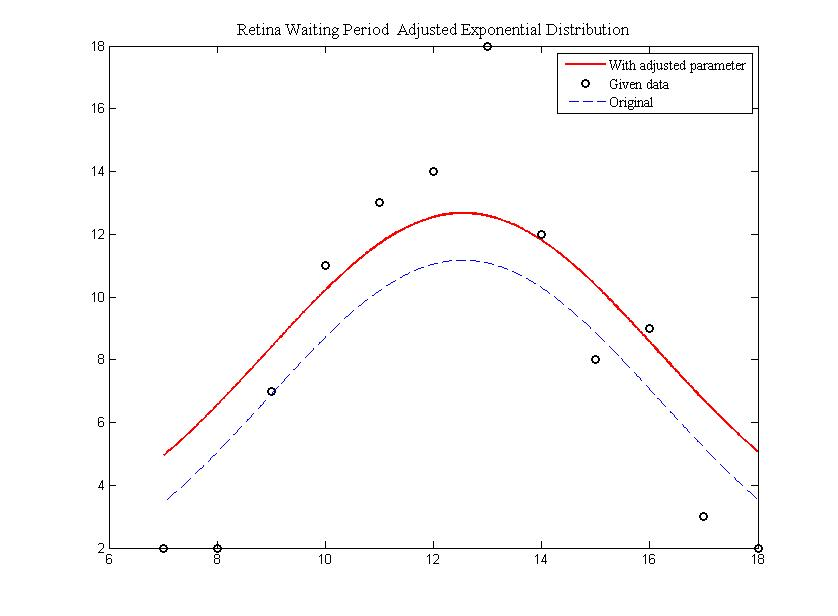 Retina Waiting Period  Adjusted Exponential Distribution
With adjusted parameter
Given data
Original
18
16
14
12
10
8
6
4
2
6 8 10 12 14 16 18